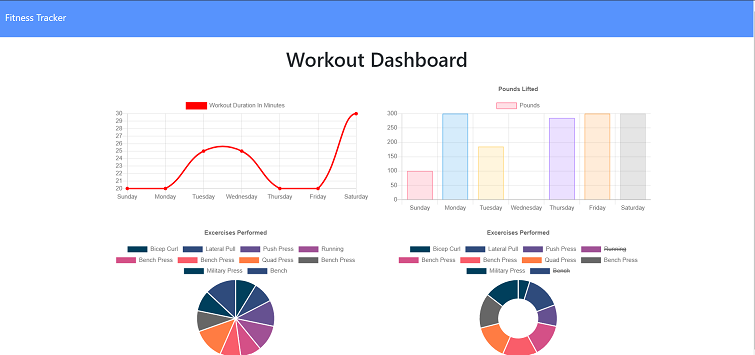 Fitness Tracker
Workout Dashboard
Workout Duration In Minutes
30
29
28
27
26
25
24
23
22
21
20
Sunday Monday Tuesday Wednesday Thursday Friday Saturday
Pounds Lifted
Pounds
300
250
200
150
100
50
0
Sunday Monday Tuesday Wednesday Thursday Friday Saturday
Excercises Performed
Bicep Curl Lateral Pull Push Press Running
Bench Press Bench Press Quad Press Bench Press
Military Press Bench
Excercises Performed
Bicep Curl Lateral Pull Push Press Running
Bench Press Bench Press Quad Press Bench Press
Military Press Bench